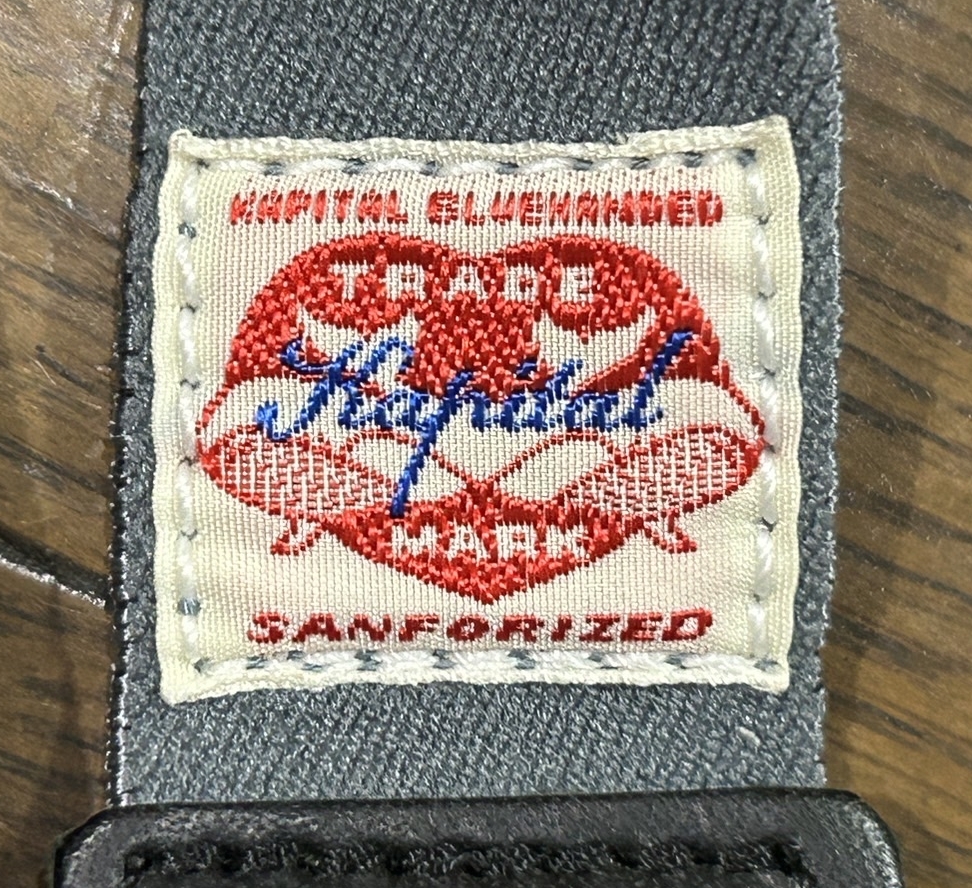 KAPITAL BLUEHANDED
TRADE
Kapital
MARK
SANFORIZED